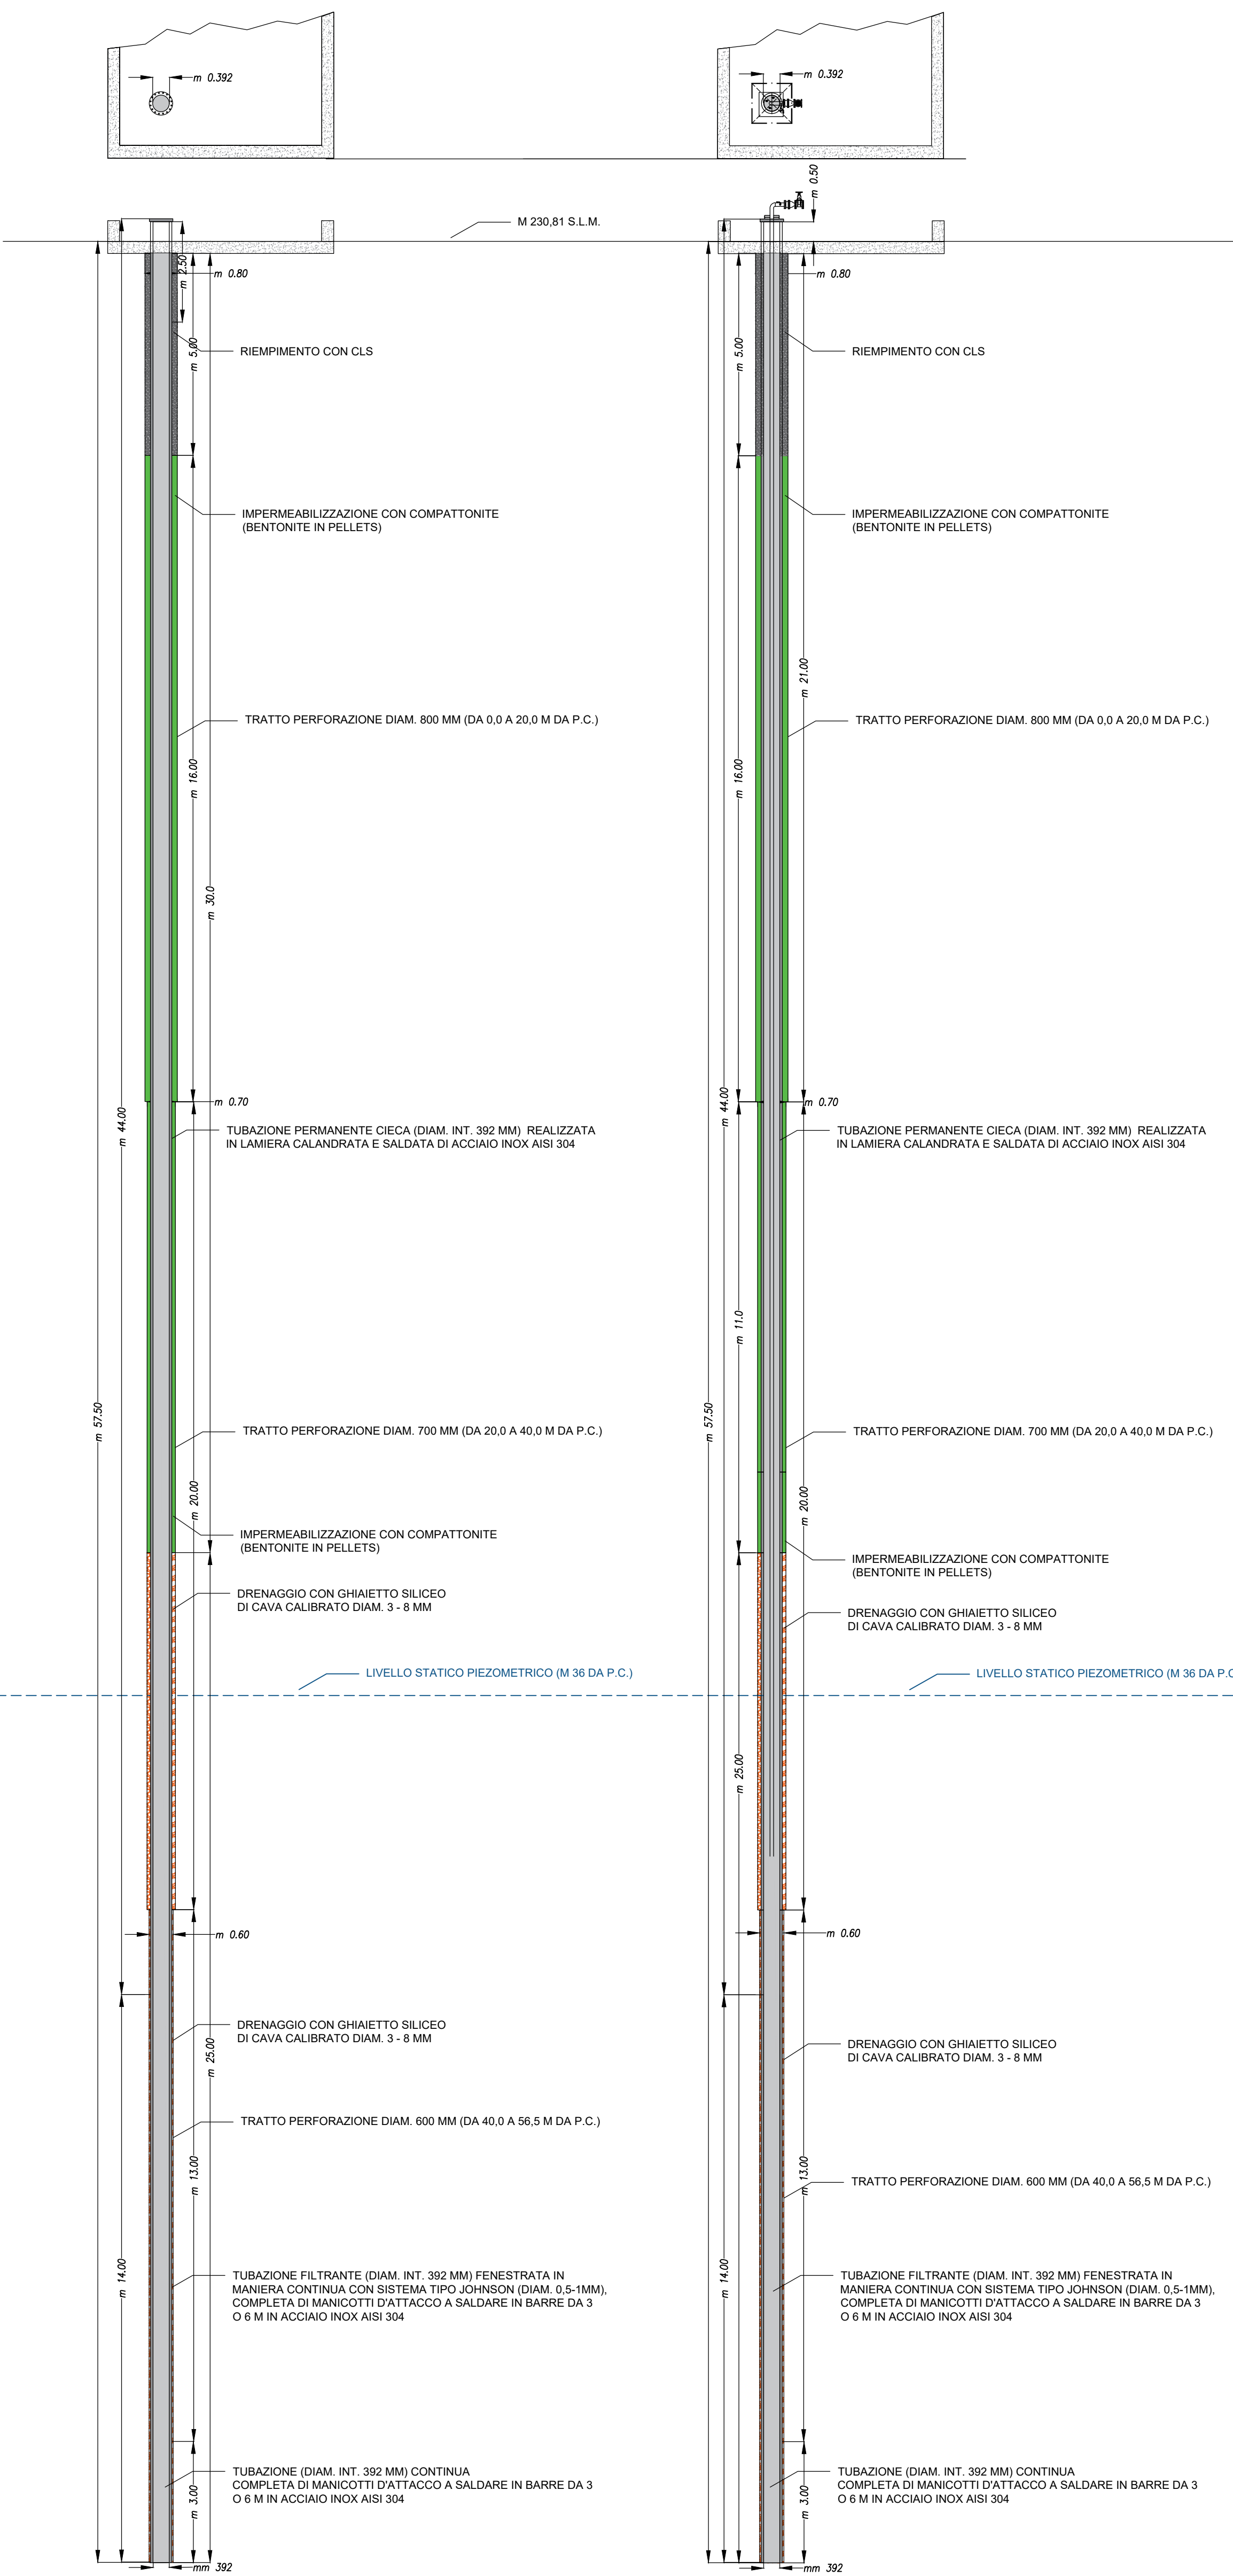 m 0.392
M 230,81 S.L.M.
m 2.50
m 0.80
m 5.00
RIEMPIMENTO CON CLS
IMPERMEABILIZZAZIONE CON COMPATTONITE
(BENTONITE IN PELLETS)
TRATTO PERFORAZIONE DIAM. 800 MM (DA 0,0 A 20,0 M DA P.C.)
m 16.00
m 30.0
m 0.70
m 44.00
TUBAZIONE PERMANENTE CIECA (DIAM. INT. 392 MM) REALIZZATA
IN LAMIERA CALANDRATA E SALDATA DI ACCIAIO INOX AISI 304
m 57.50
TRATTO PERFORAZIONE DIAM. 700 MM (DA 20,0 A 40,0 M DA P.C.)
m 20.00
IMPERMEABILIZZAZIONE CON COMPATTONITE
(BENTONITE IN PELLETS)
DRENAGGIO CON GHIAIETTO SILICEO
DI CAVA CALIBRATO DIAM. 3 - 8 MM
LIVELLO STATICO PIEZOMETRICO (M 36 DA P.C.)
m 0.60
DRENAGGIO CON GHIAIETTO SILICEO
DI CAVA CALIBRATO DIAM. 3 - 8 MM
m 25.00
TRATTO PERFORAZIONE DIAM. 600 MM (DA 40,0 A 56,5 M DA P.C.)
m 13.00
m 14.00
TUBAZIONE FILTRANTE (DIAM. INT. 392 MM) FENESTRATA IN
MANIERA CONTINUA CON SISTEMA TIPO JOHNSON (DIAM. 0,5-1MM),
COMPLETA DI MANICOTTI D'ATTACCO A SALDARE IN BARRE DA 3
O 6 M IN ACCIAIO INOX AISI 304
TUBAZIONE (DIAM. INT. 392 MM) CONTINUA
COMPLETA DI MANICOTTI D'ATTACCO A SALDARE IN BARRE DA 3
O 6 M IN ACCIAIO INOX AISI 304
m 3.00
mm 392
m 0.392
m 0.50
m 0.80
m 5.00
RIEMPIMENTO CON CLS
IMPERMEABILIZZAZIONE CON COMPATTONITE
(BENTONITE IN PELLETS)
m 21.00
TRATTO PERFORAZIONE DIAM. 800 MM (DA 0,0 A 20,0 M DA P.C.)
m 16.00
m 0.70
m 44.00
TUBAZIONE PERMANENTE CIECA (DIAM. INT. 392 MM) REALIZZATA
IN LAMIERA CALANDRATA E SALDATA DI ACCIAIO INOX AISI 304
m 11.0
m 57.50
TRATTO PERFORAZIONE DIAM. 700 MM (DA 20,0 A 40,0 M DA P.C.)
m 20.00
IMPERMEABILIZZAZIONE CON COMPATTONITE
(BENTONITE IN PELLETS)
DRENAGGIO CON GHIAIETTO SILICEO
DI CAVA CALIBRATO DIAM. 3 - 8 MM
LIVELLO STATICO PIEZOMETRICO (M 36 DA P.C
m 25.00
m 0.60
DRENAGGIO CON GHIAIETTO SILICEO
DI CAVA CALIBRATO DIAM. 3 - 8 MM
m 13.00
TRATTO PERFORAZIONE DIAM. 600 MM (DA 40,0 A 56,5 M DA P.C.)
m 14.00
TUBAZIONE FILTRANTE (DIAM. INT. 392 MM) FENESTRATA IN
MANIERA CONTINUA CON SISTEMA TIPO JOHNSON (DIAM. 0,5-1MM),
COMPLETA DI MANICOTTI D'ATTACCO A SALDARE IN BARRE DA 3
O 6 M IN ACCIAIO INOX AISI 304
TUBAZIONE (DIAM. INT. 392 MM) CONTINUA
COMPLETA DI MANICOTTI D'ATTACCO A SALDARE IN BARRE DA 3
O 6 M IN ACCIAIO INOX AISI 304
m 3.00
mm 392